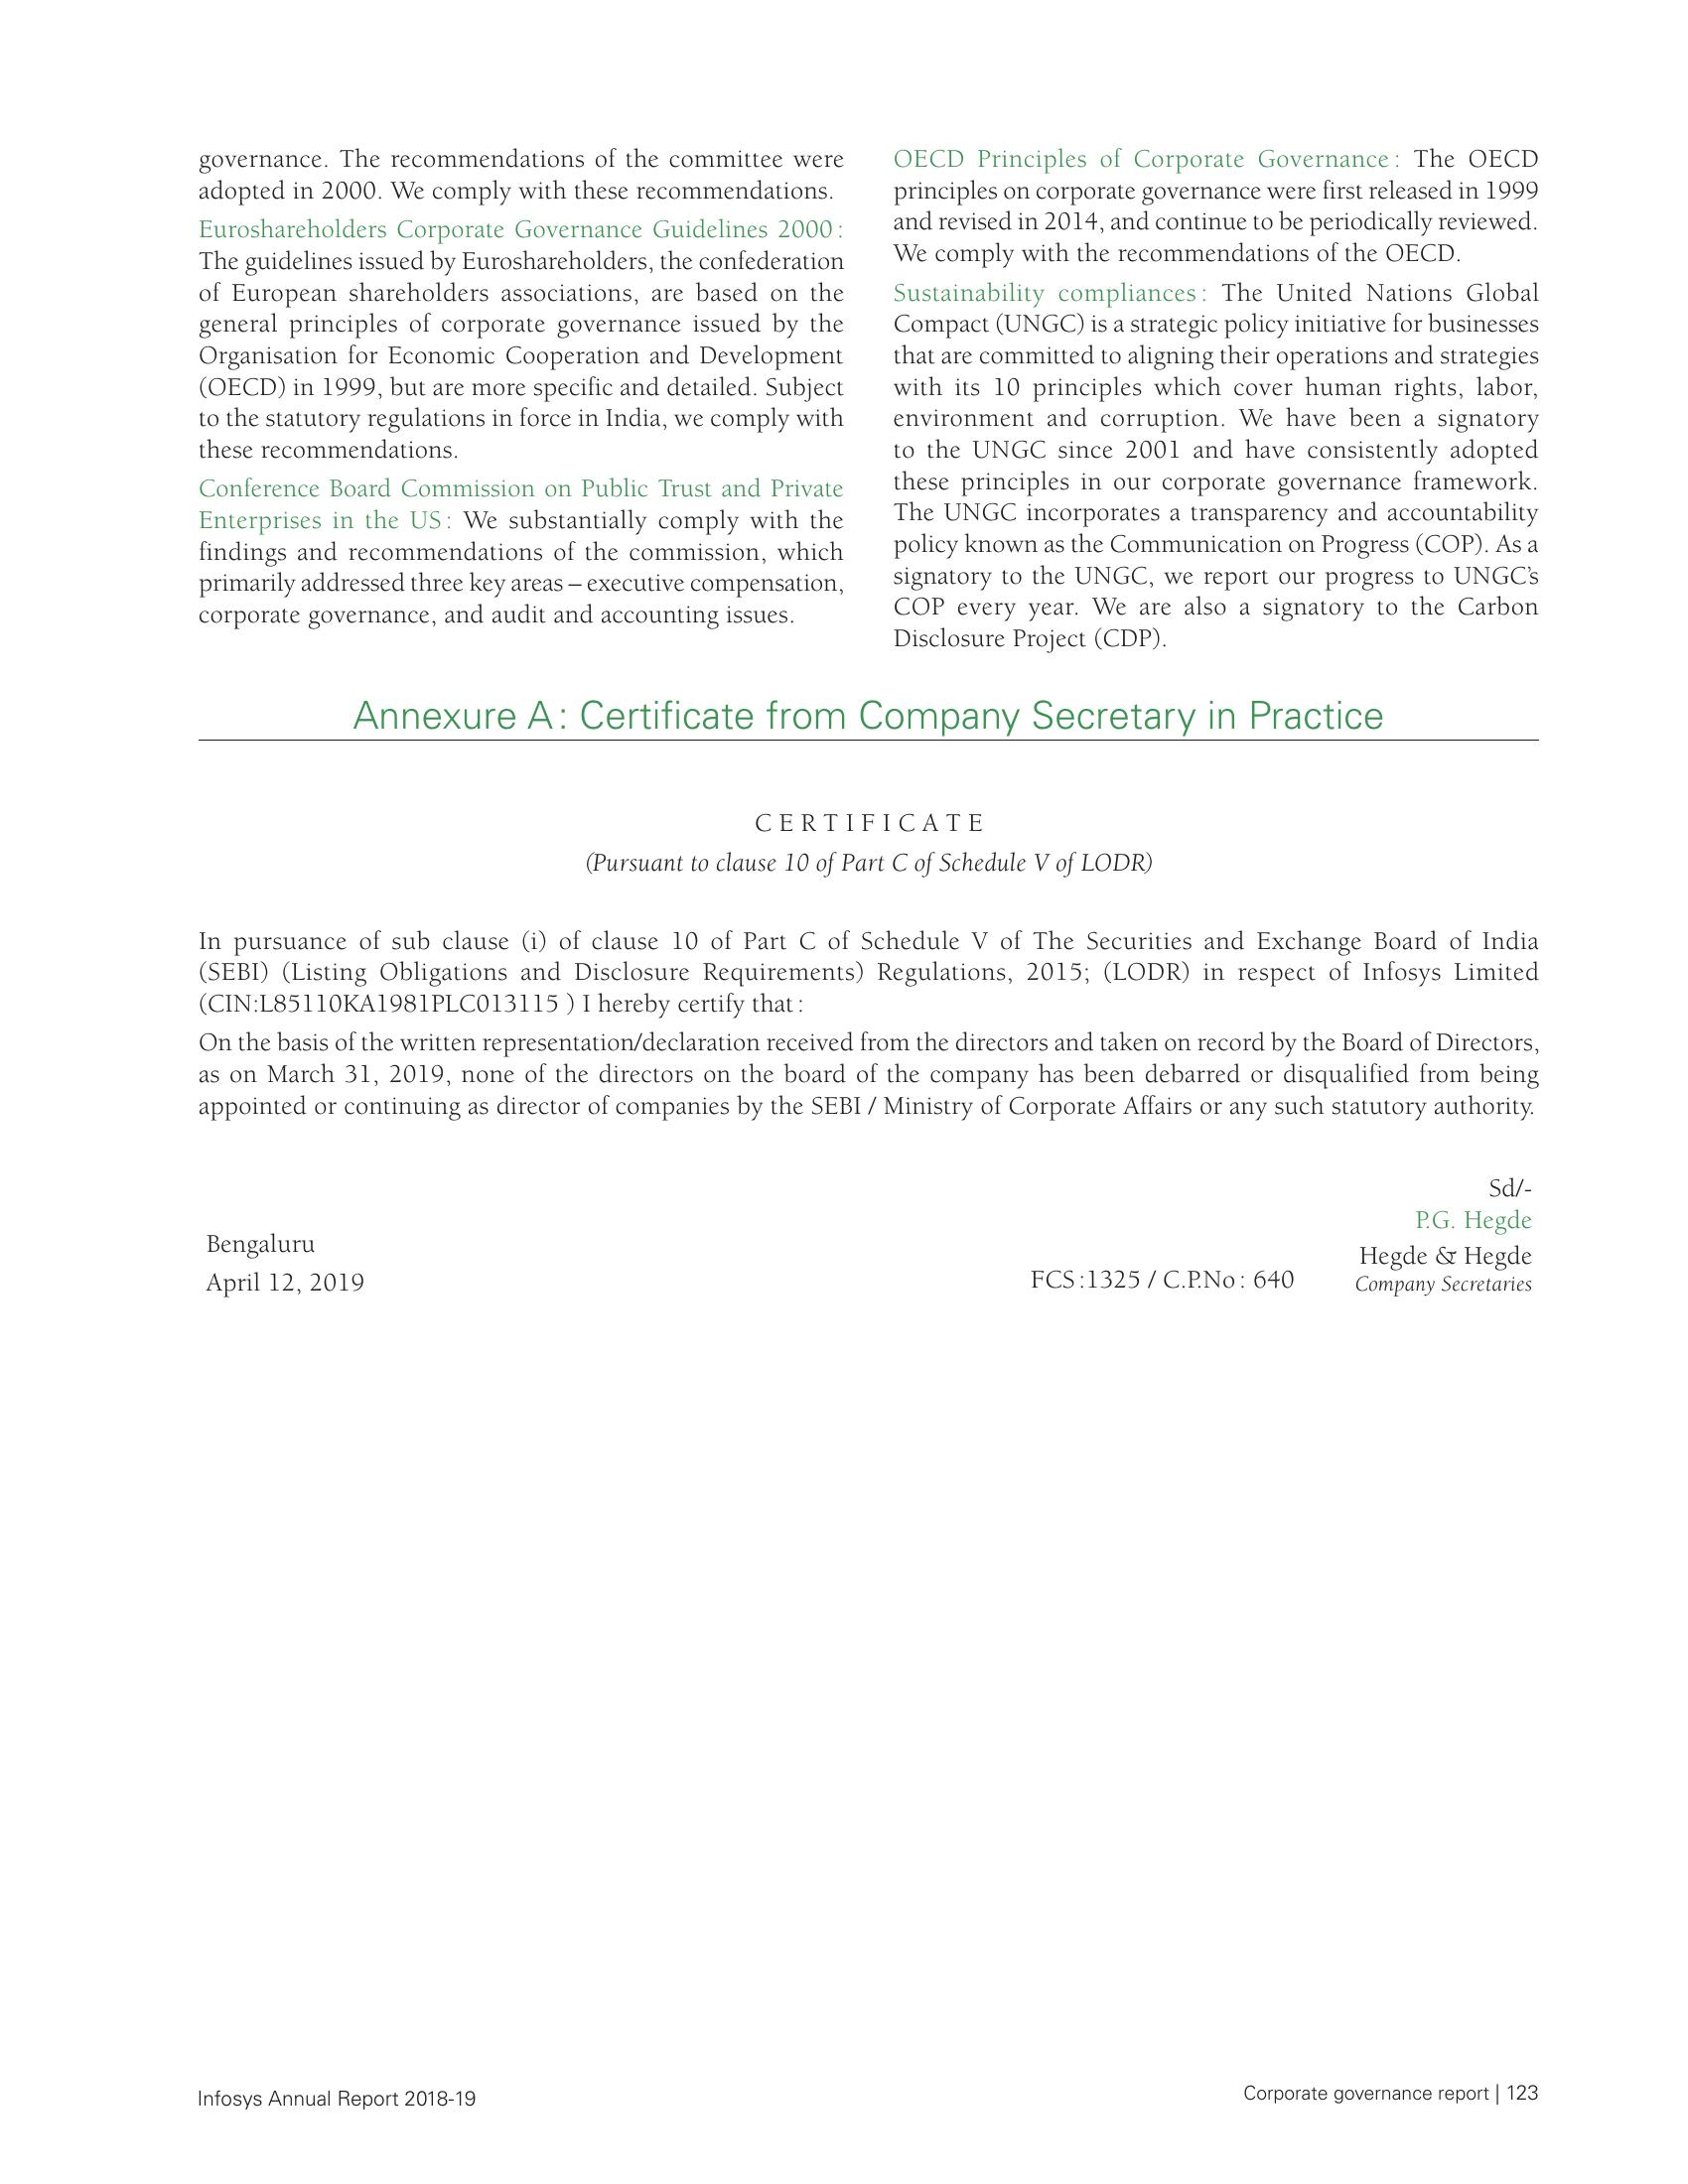 governance. The recommendations of the committee were
adopted in 2000. We comply with these recommendations.
Euroshareholders Corporate Governance Guidelines 2000 :
The guidelines issued by Euroshareholders, the confederation
of European shareholders associations, are based on the
general principles of corporate governance issued by the
Organisation for Economic Cooperation and Development
(OECD) in 1999, but are more specific and detailed. Subject
to the statutory regulations in force in India, we comply with
these recommendations.
Conference Board Commission on Public Trust and Private
Enterprises in the US : We substantially comply with the
findings and recommendations of the commission, which
primarily addressed three key areas – executive compensation,
corporate governance, and audit and accounting issues.
OECD Principles of Corporate Governance : The OECD
principles on corporate governance were first released in 1999
and revised in 2014, and continue to be periodically reviewed.
We comply with the recommendations of the OECD.
Sustainability compliances : The United Nations Global
Compact (UNGC) is a strategic policy initiative for businesses
that are committed to aligning their operations and strategies
with its 10 principles which cover human rights, labor,
environment and corruption. We have been a signatory
to the UNGC since 2001 and have consistently adopted
these principles in our corporate governance framework.
The UNGC incorporates a transparency and accountability
policy known as the Communication on Progress (COP). As a
signatory to the UNGC, we report our progress to UNGC’s
COP every year. We are also a signatory to the Carbon
Disclosure Project (CDP).
Annexure A : Certificate from Company Secretary in Practice
CERTIFICATE
(Pursuant to clause 10 of Part C of Schedule V of LODR)
In pursuance of sub clause (i) of clause 10 of Part C of Schedule V of The Securities and Exchange Board of India
(SEBI) (Listing Obligations and Disclosure Requirements) Regulations, 2015; (LODR) in respect of Infosys Limited
(CIN:L85110KA1981PLC013115 ) I hereby certify that :
On the basis of the written representation/declaration received from the directors and taken on record by the Board of Directors,
as on March 31, 2019, none of the directors on the board of the company has been debarred or disqualified from being
appointed or continuing as director of companies by the SEBI / Ministry of Corporate Affairs or any such statutory authority.
Sd/-
P.G. Hegde
Bengaluru
Hegde & Hegde
April 12, 2019
FCS :1325 / C.P.No : 640
Company Secretaries
Infosys Annual Report 2018-19
Corporate governance report | 123